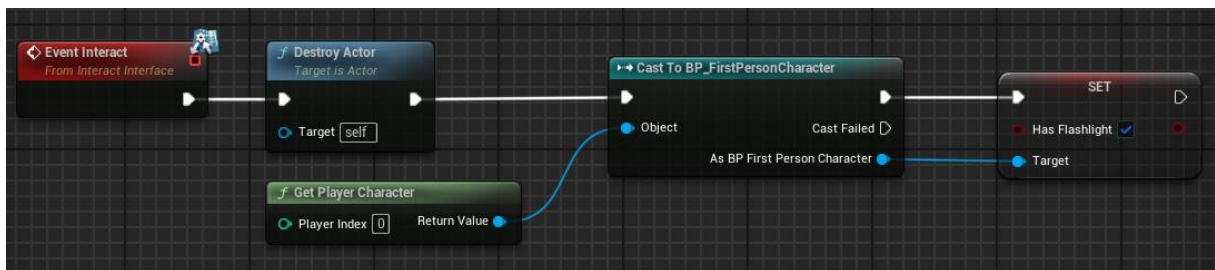 Event Interact
From Interact Interface
f Destroy Actor
Target is Actor
Target self
f Get Player Character
Player Index 0
Return Value
Cast To BP_FirstPersonCharacter
Object
Cast Failed
As BP First Person Character
SET
Has Flashlight
Target